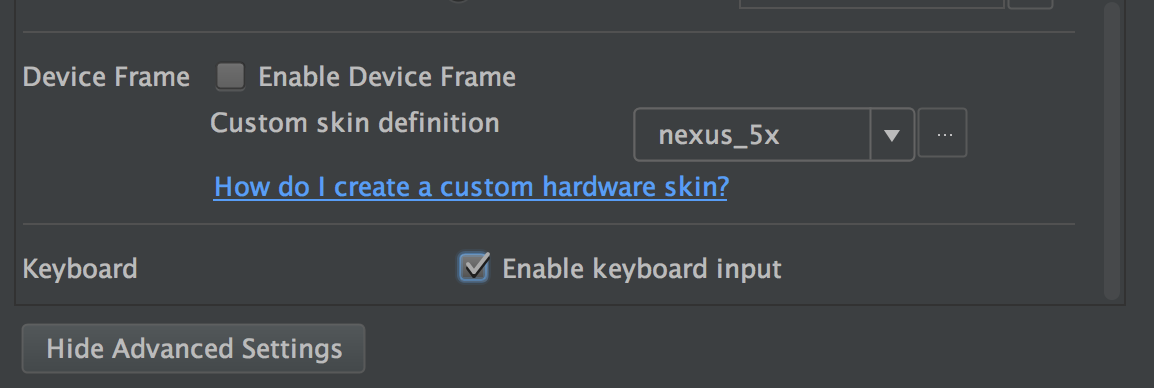 Device Frame Enable Device Frame
Custom skin definition nexus_5x ...
How do I create a custom hardware skin?
Keyboard Enable keyboard input
Hide Advanced Settings